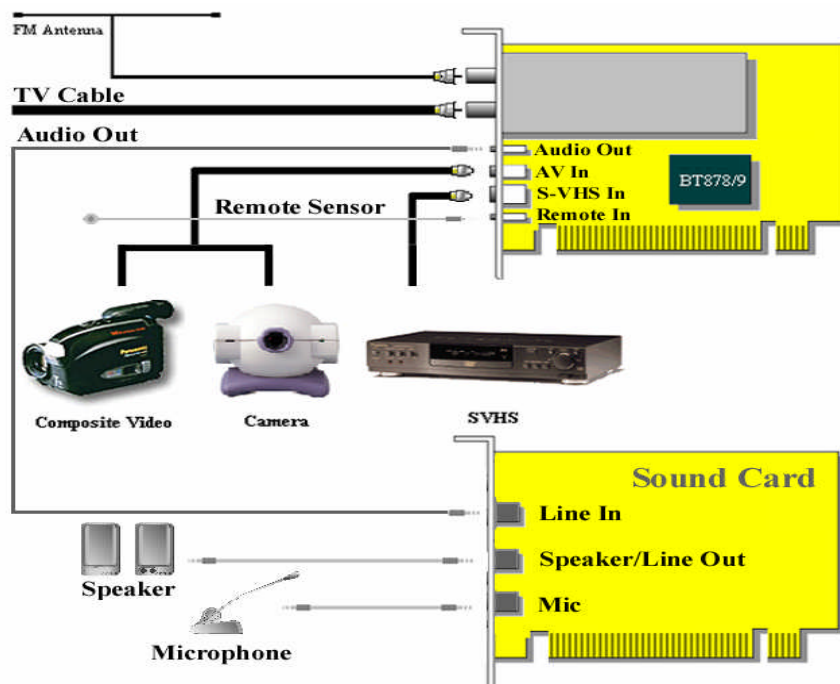 FM Antenna
TV Cable
Audio Out
Audio Out
AV In
S-VHS In
Remote In
BT878/9
Remote Sensor
Panasonic
Composite Video
Camera
SVHS
Sound Card
Line In
Speaker/Line Out
Mic
Speaker
Microphone